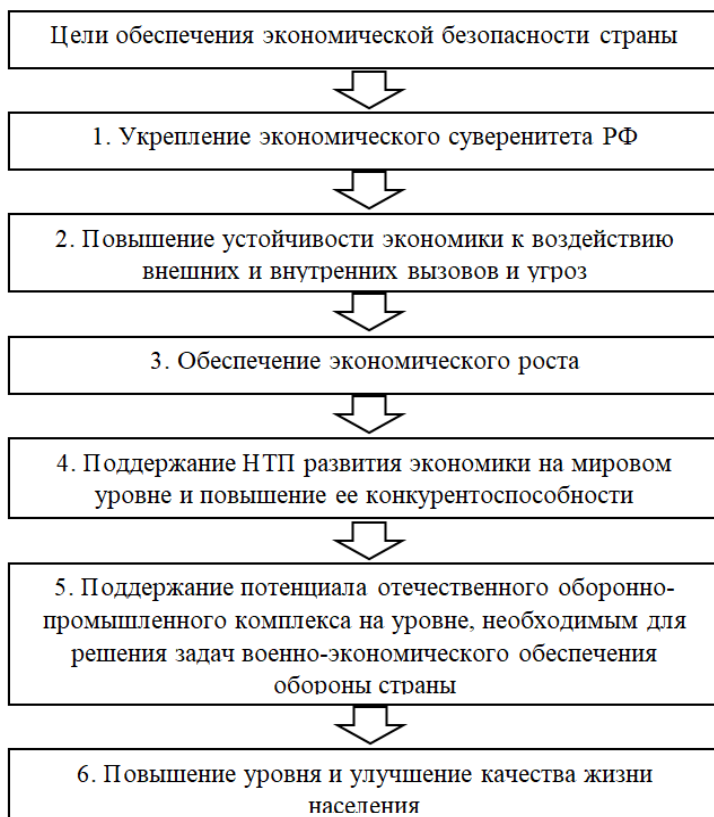 Цели обеспечения экономической безопасности страны
1. Укрепление экономического суверенитета РФ
2. Повышение устойчивости экономики к воздействию
внешних и внутренних вызовов и угроз
3. Обеспечение экономического роста
4. Поддержание НТП развития экономики на мировом
уровне и повышение ее конкурентоспособности
5. Поддержание потенциала отечественного оборонно-
промышленного комплекса на уровне, необходимым для
решения задач военно-экономического обеспечения
обороны страны
6. Повышение уровня и улучшение качества жизни
населения